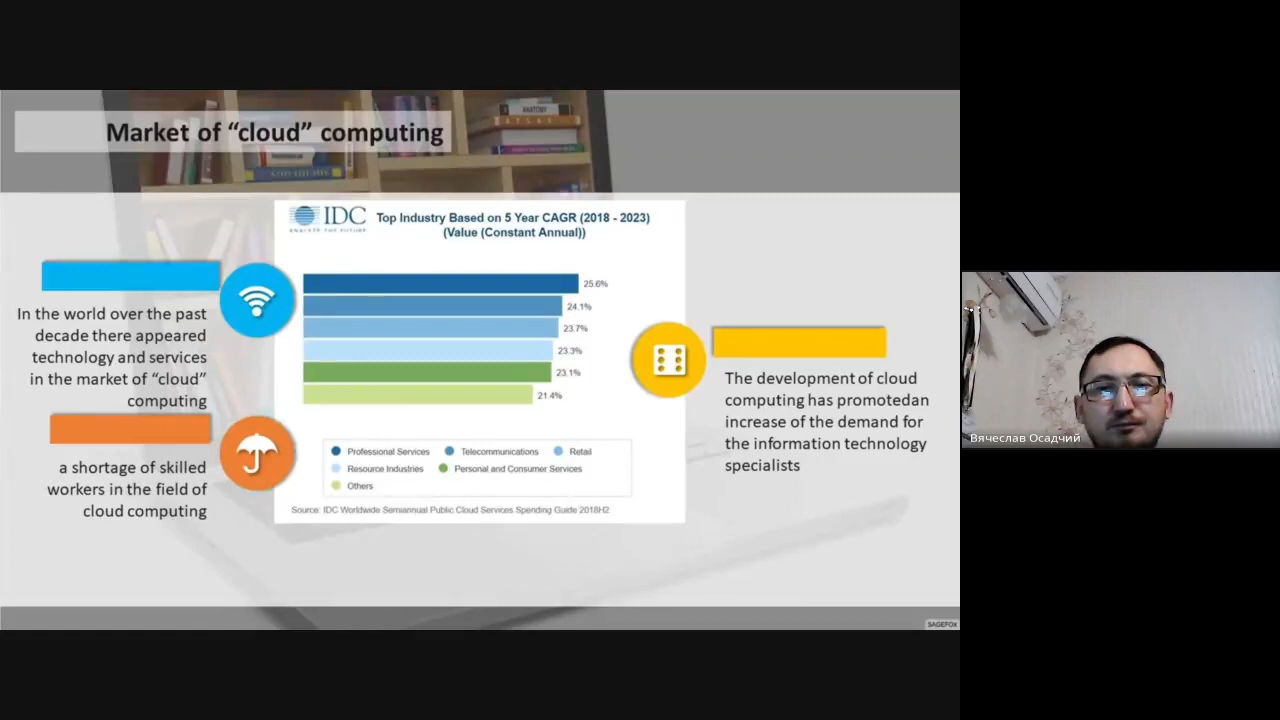 Market of “cloud” computing
ANATOMY
ATLAS
IDC
ANALYZE THE FUTURE
Top Industry Based on 5 Year CAGR (2018 - 2023)
(Value (Constant Annual))
25.6%
24.1%
23.7%
23.3%
23.1%
21.4%
Professional Services
Telecommunications
Retail
Resource Industries
Personal and Consumer Services
Others
Source: IDC Worldwide Semiannual Public Cloud Services Spending Guide 2018H2
In the world over the past
decade there appeared
technology and services
in the market of “cloud”
computing
a shortage of skilled
workers in the field of
cloud computing
The development of cloud
computing has promotedan
increase of the demand for
the information technology
specialists
SAGEFOX
Вячеслав Осадчий